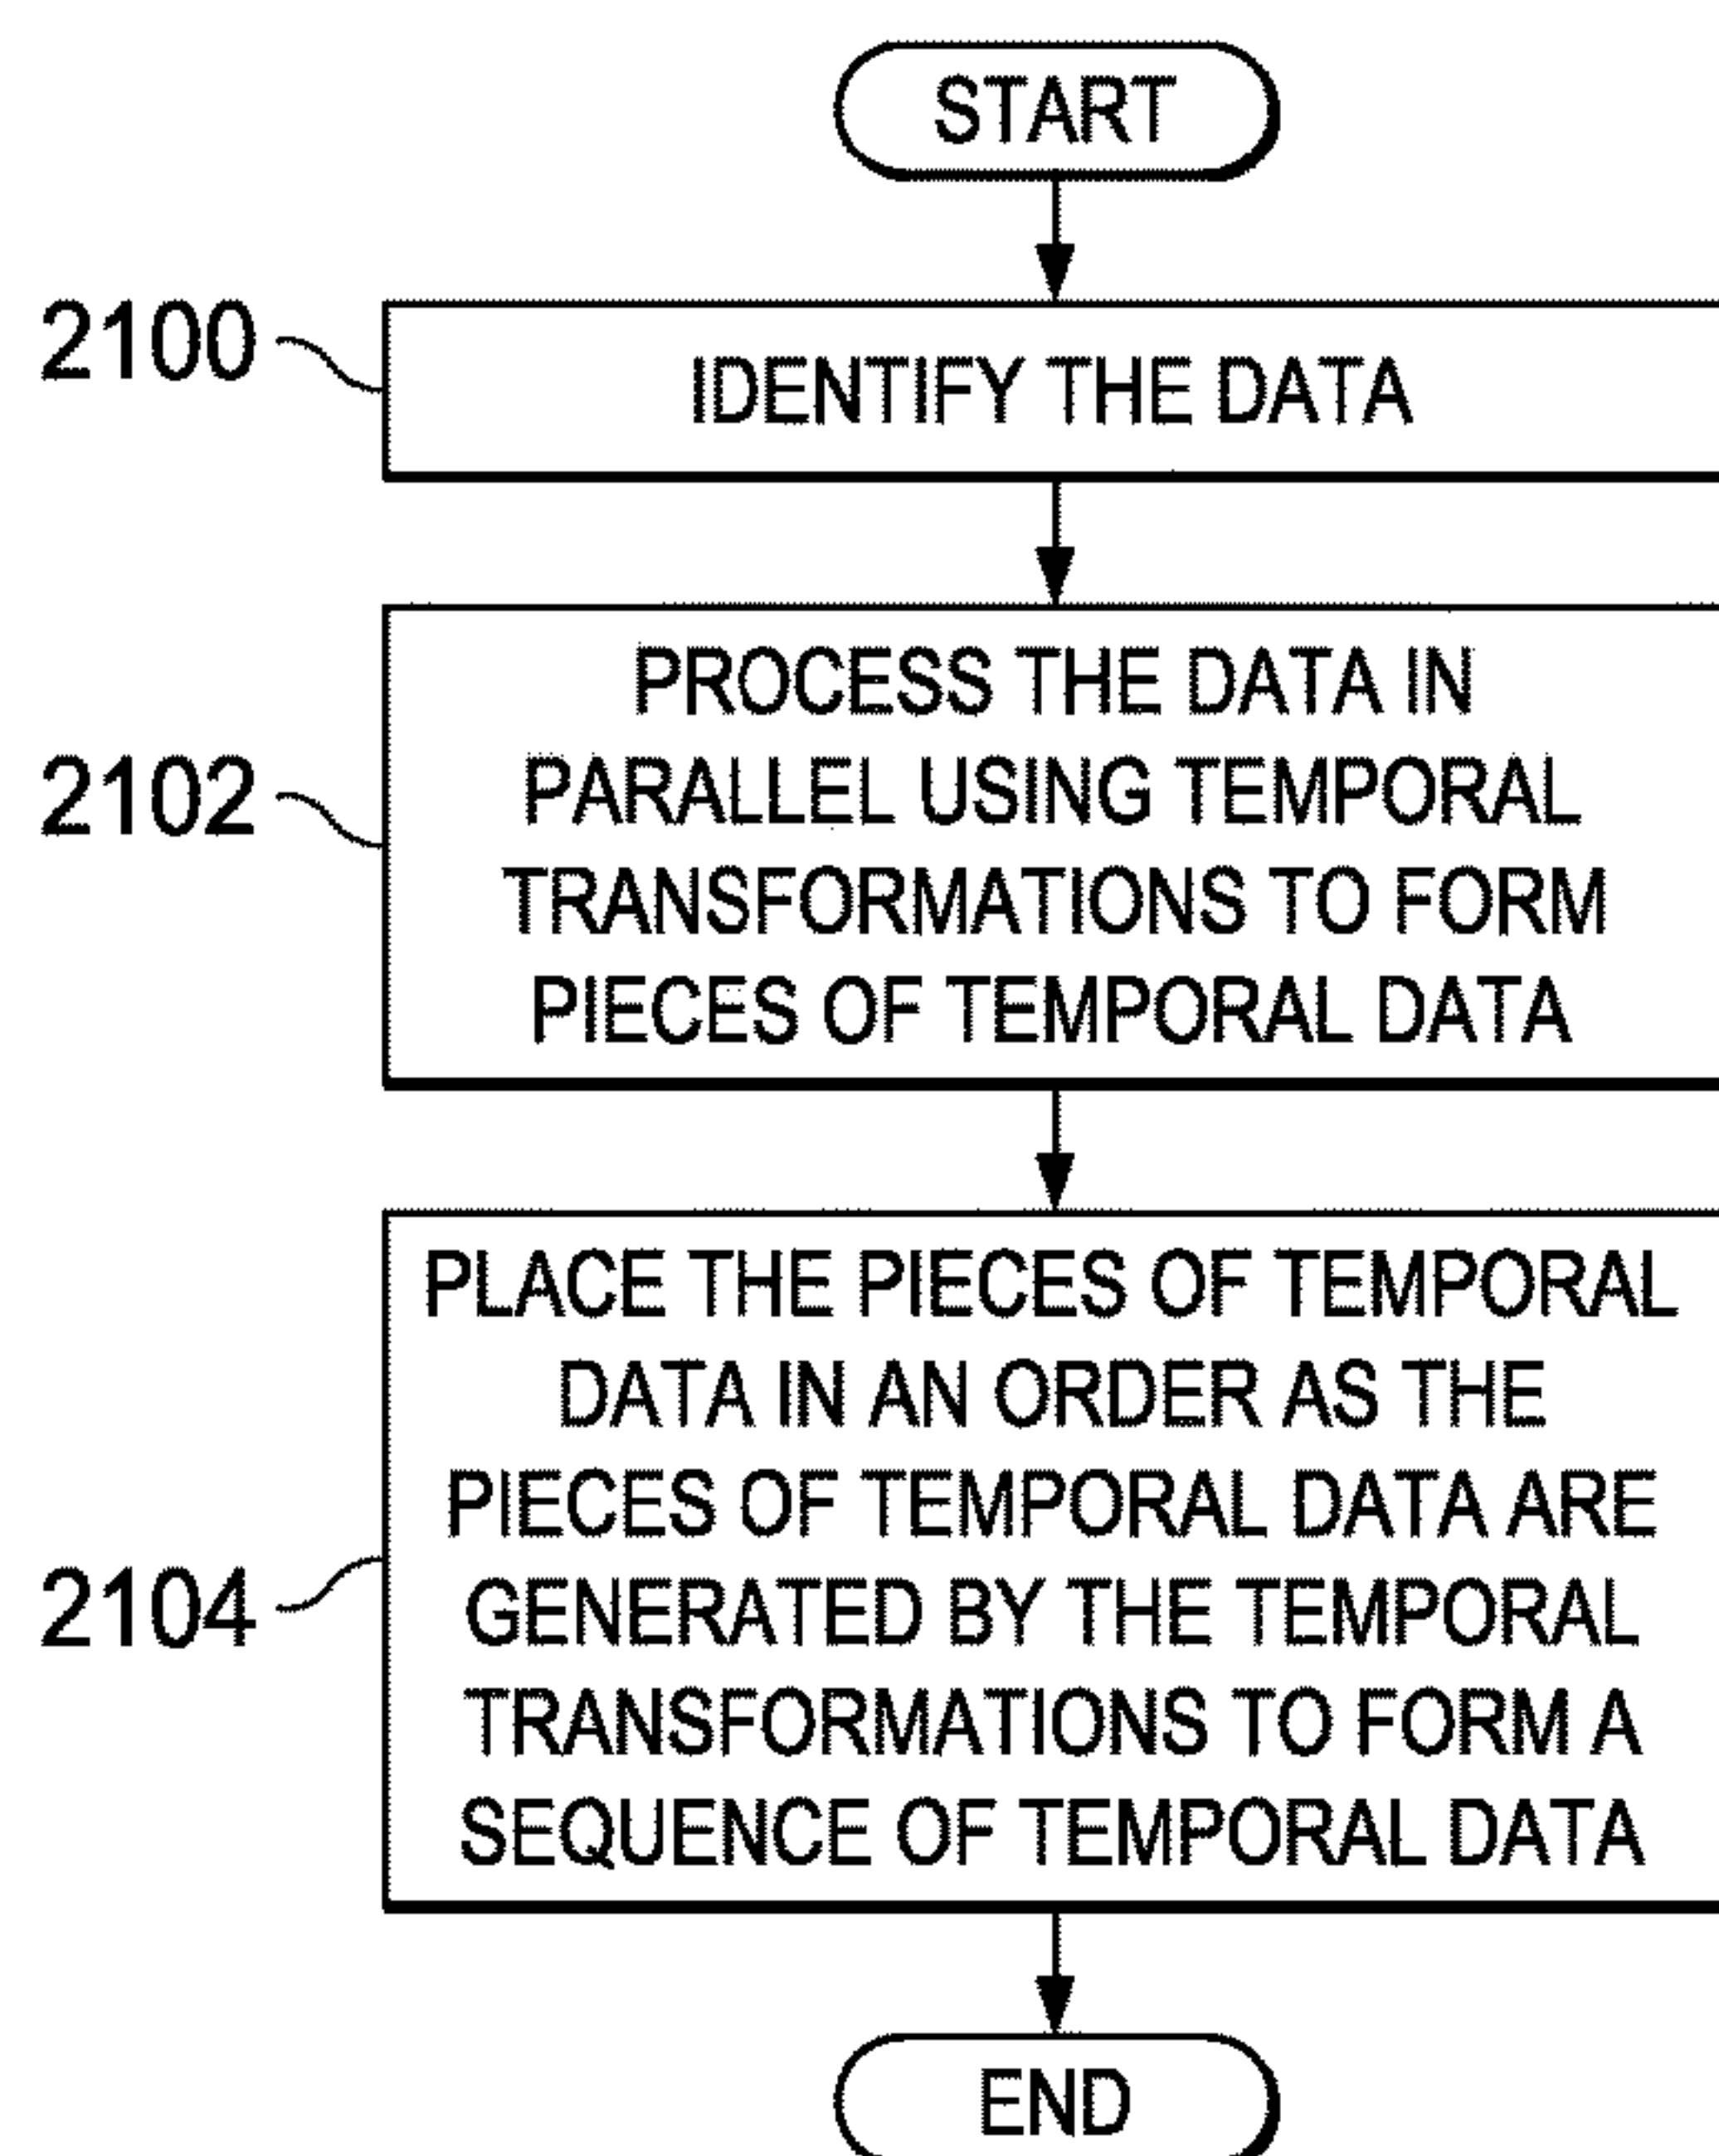 START
2100
IDENTIFY THE DATA
2102
PROCESS THE DATA IN
PARALLEL USING TEMPORAL
TRANSFORMATIONS TO FORM
PIECES OF TEMPORAL DATA
2104
PLACE THE PIECES OF TEMPORAL
DATA IN AN ORDER AS THE
PIECES OF TEMPORAL DATA ARE
GENERATED BY THE TEMPORAL
TRANSFORMATIONS TO FORM A
SEQUENCE OF TEMPORAL DATA
END